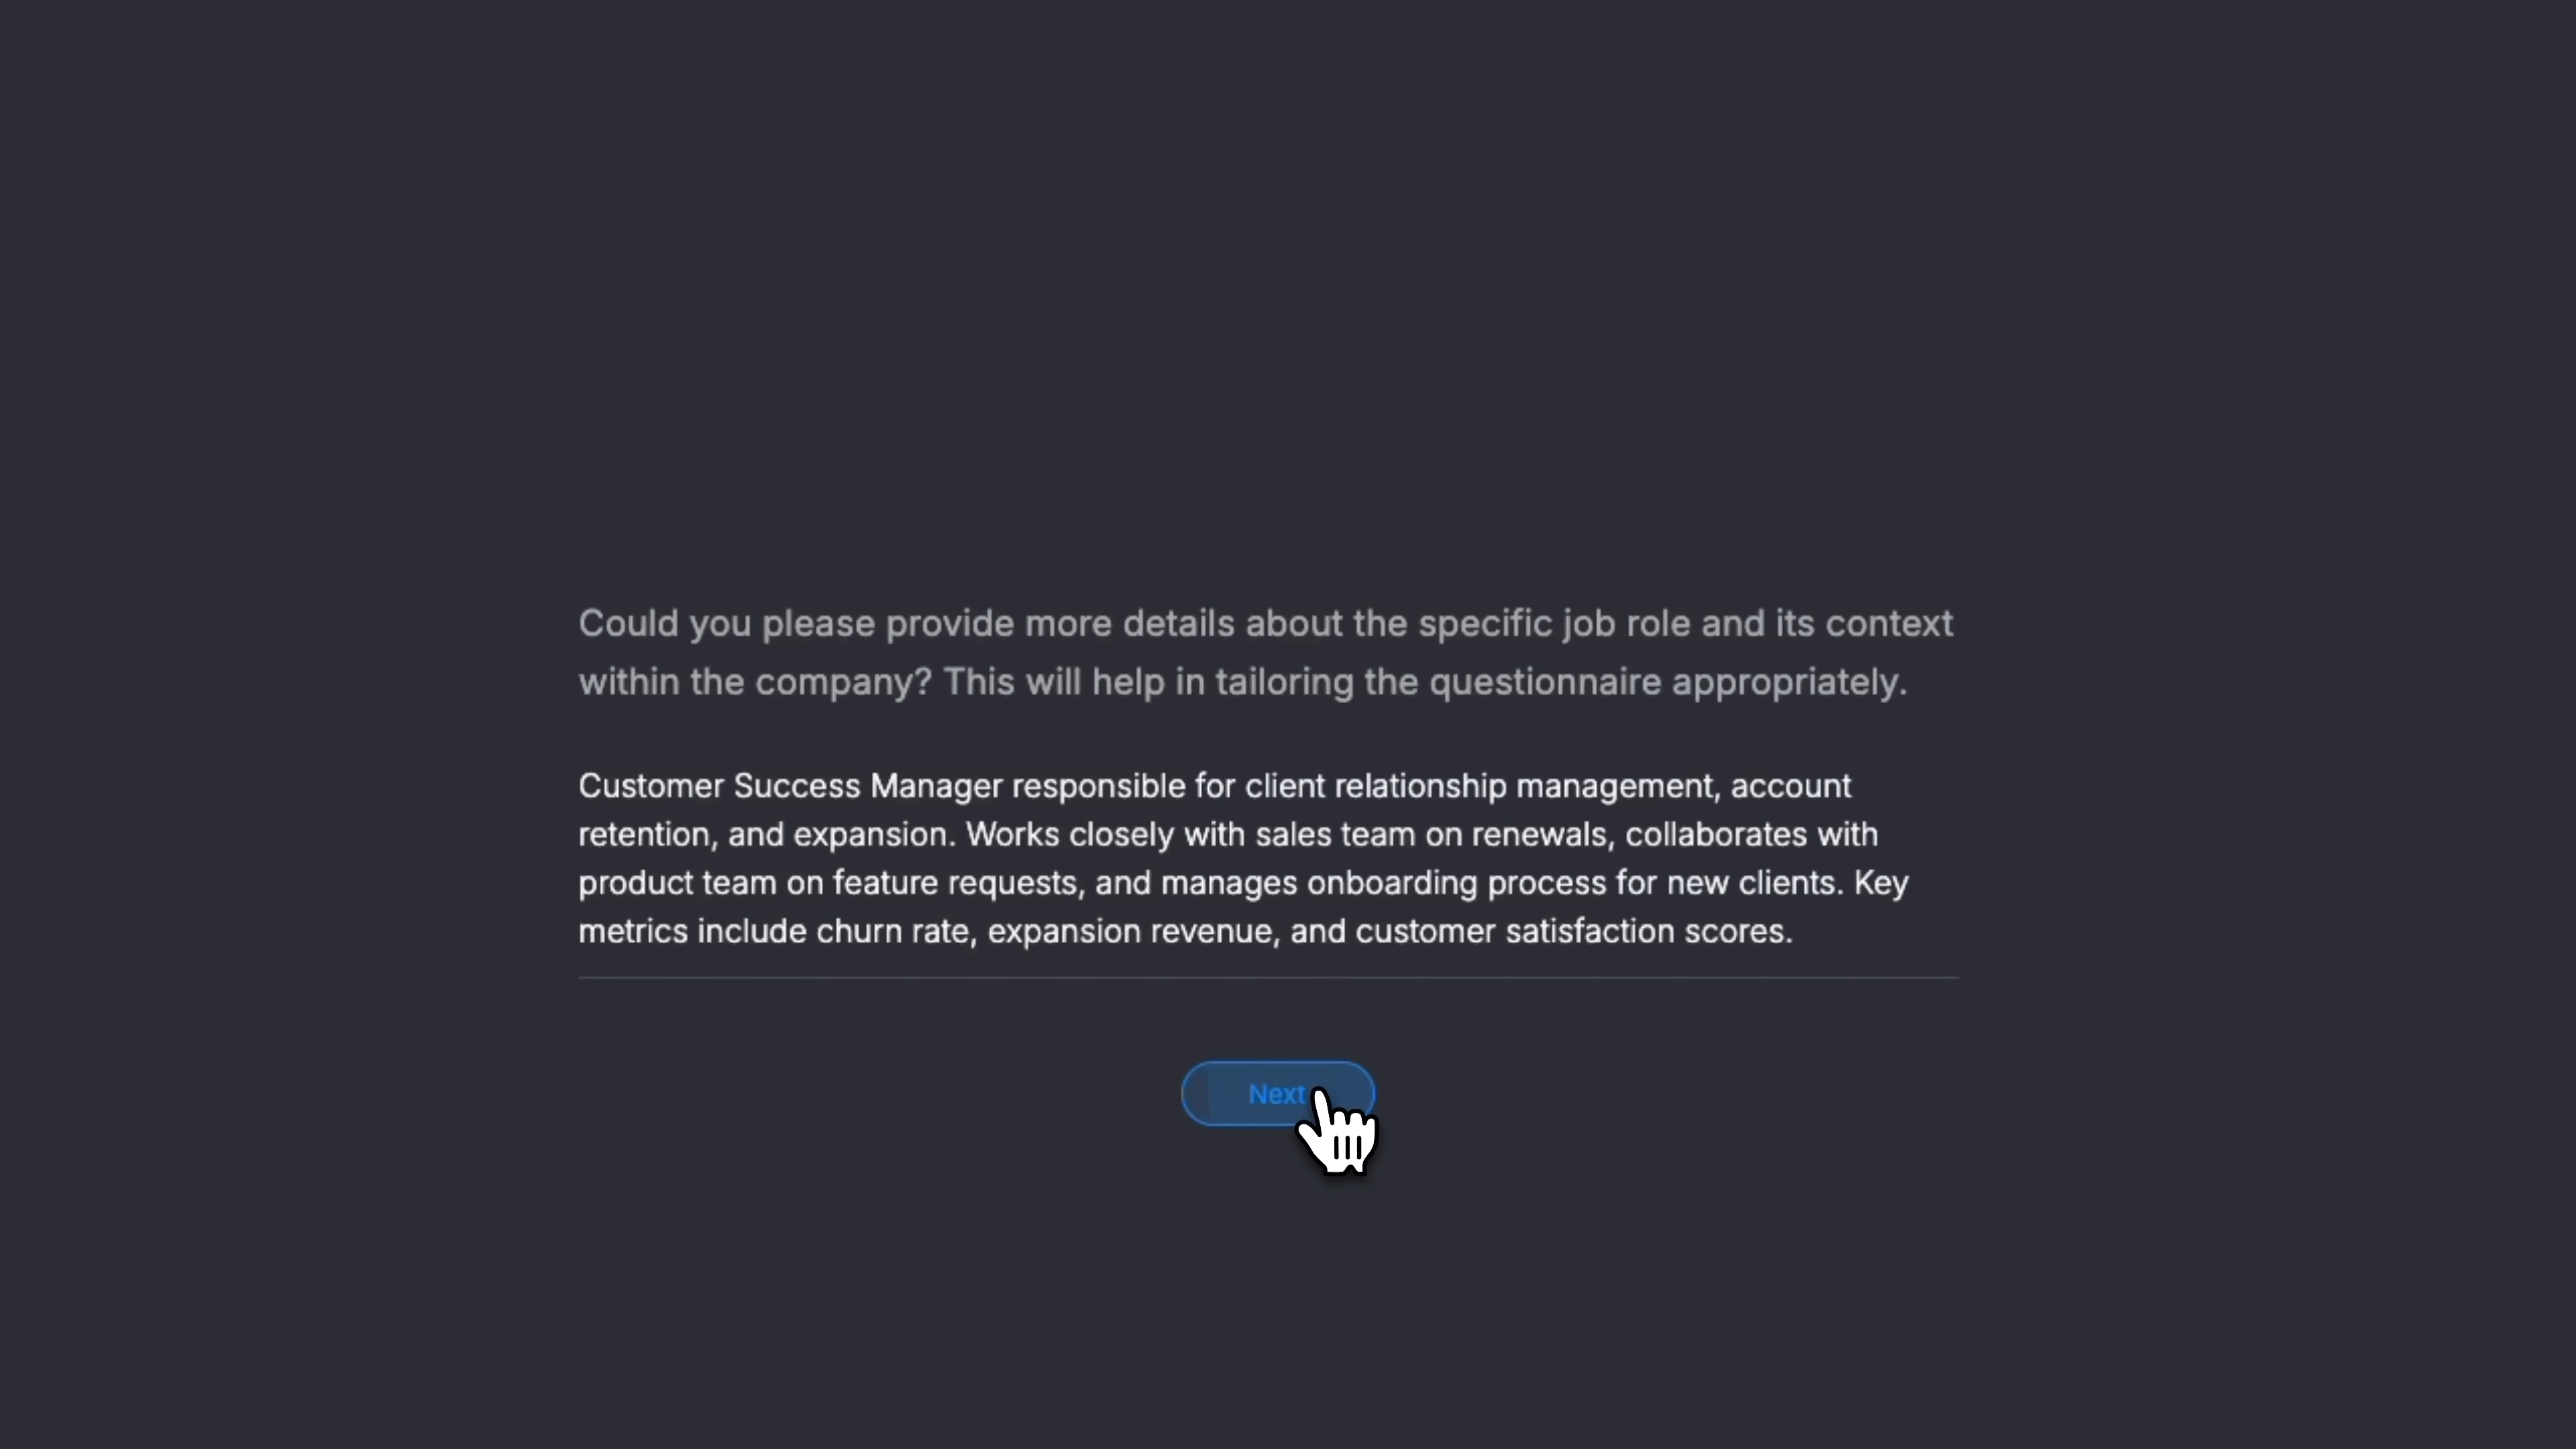 Could you please provide more details about the specific job role and its context
within the company? This will help in tailoring the questionnaire appropriately.
Customer Success Manager responsible for client relationship management, account
retention, and expansion. Works closely with sales team on renewals, collaborates with
product team on feature requests, and manages onboarding process for new clients. Key
metrics include churn rate, expansion revenue, and customer satisfaction scores.
Next